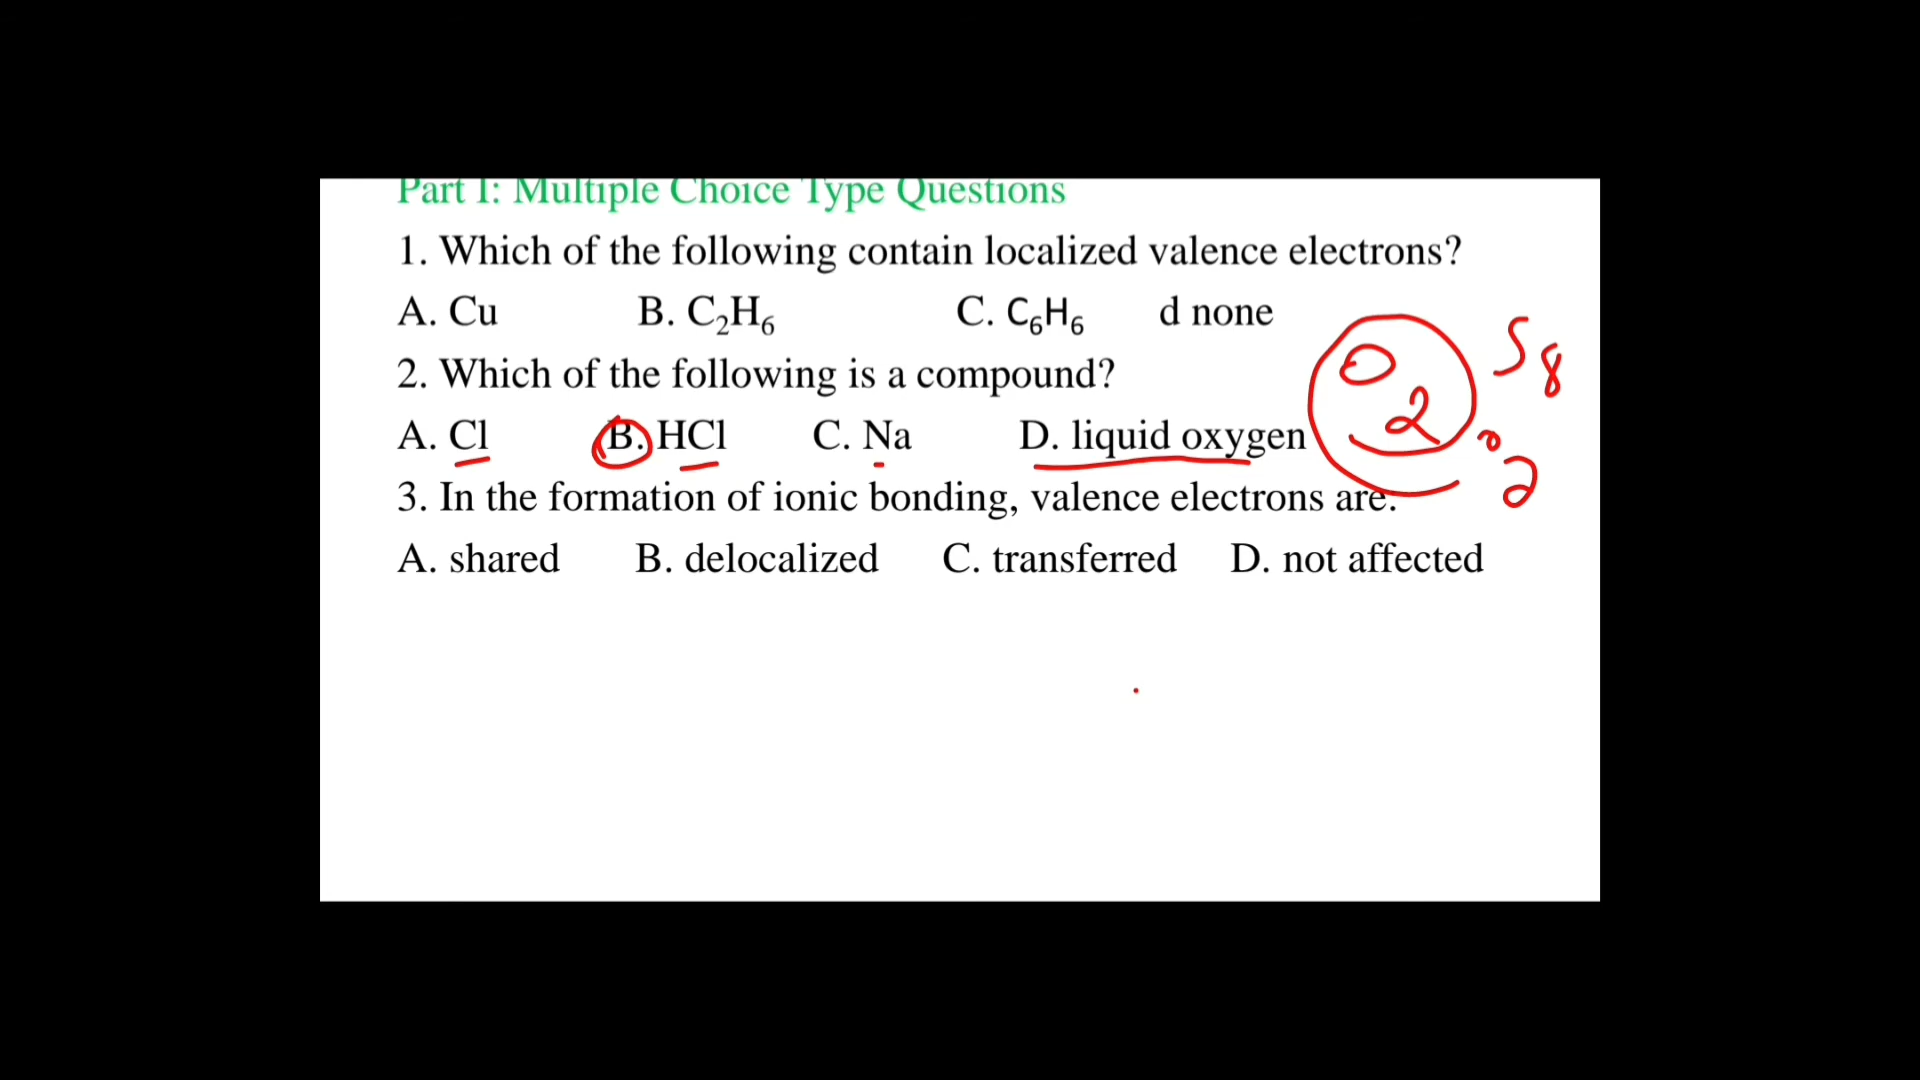 Part I: Multiple Choice Type Questions
1. Which of the following contain localized valence electrons?
A. Cu B. C₂H₆ C. C₆H₆ d none
2. Which of the following is a compound?
A. Cl B. HCl C. Na D. liquid oxygen
O₂ S₈
3. In the formation of ionic bonding, valence electrons are.
A. shared B. delocalized C. transferred D. not affected